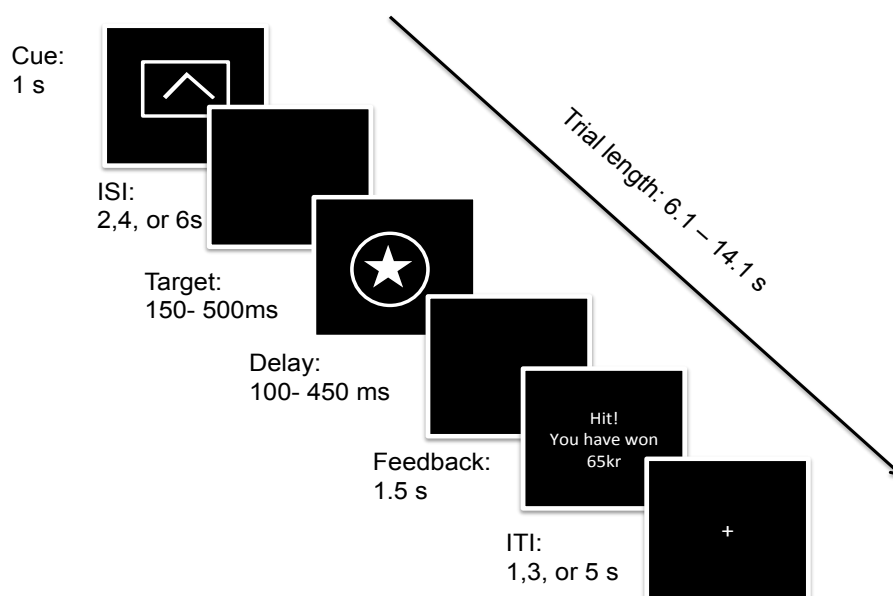 Cue:
1 s
ISI:
2,4, or 6s
Target:
150- 500ms
Delay:
100- 450 ms
Feedback:
1.5 s
ITI:
1,3, or 5 s
Trial length: 6.1 – 14.1 s
Hit!
You have won
65kr
+